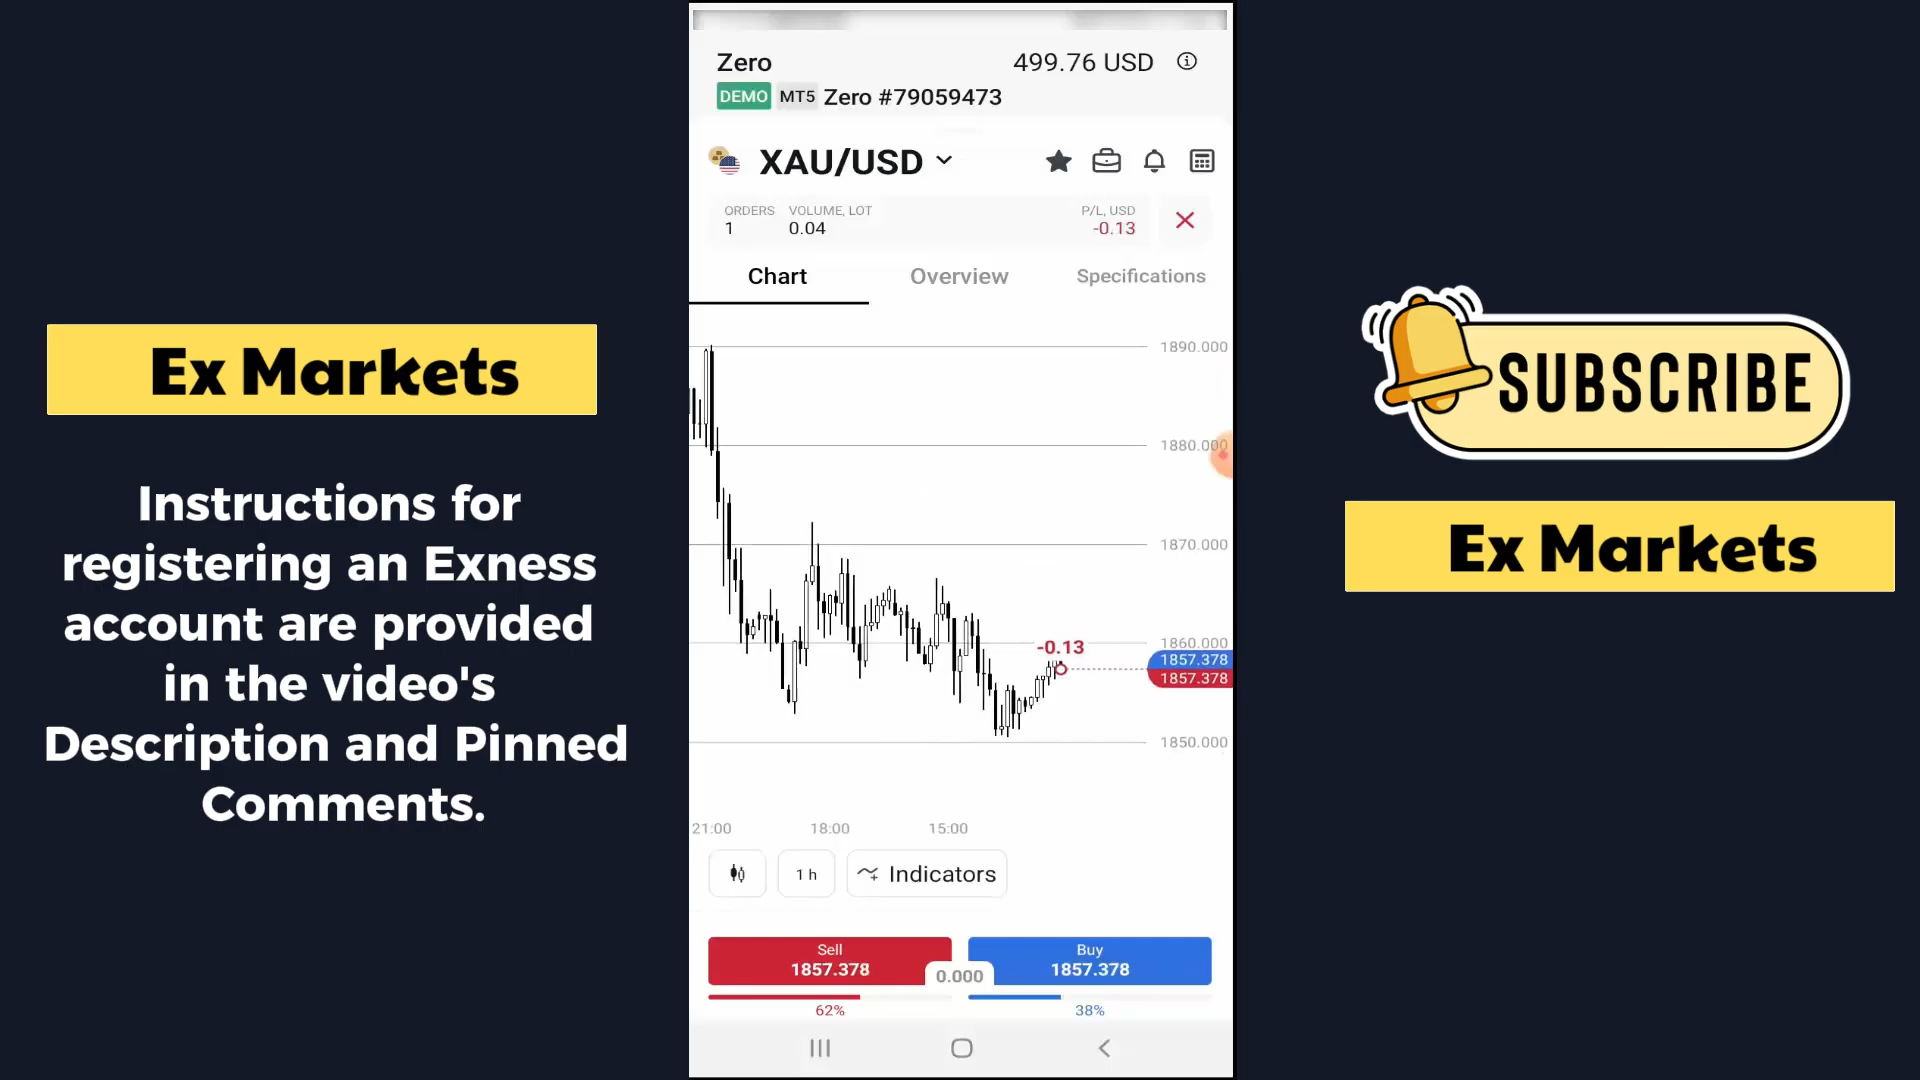 Ex Markets
Instructions for
registering an Exness
account are provided
in the video's
Description and Pinned
Comments.
Zero
499.76 USD
DEMO MT5 Zero #79059473
XAU/USD
ORDERS VOLUME, LOT P/L, USD
1 0.04 -0.13
Chart Overview Specifications
1890.000
1880.000
1870.000
1860.000
-0.13
1857.378
1857.378
1850.000
21:00 18:00 15:00
1 h
Indicators
Sell
1857.378
0.000
Buy
1857.378
62%
38%
SUBSCRIBE
Ex Markets